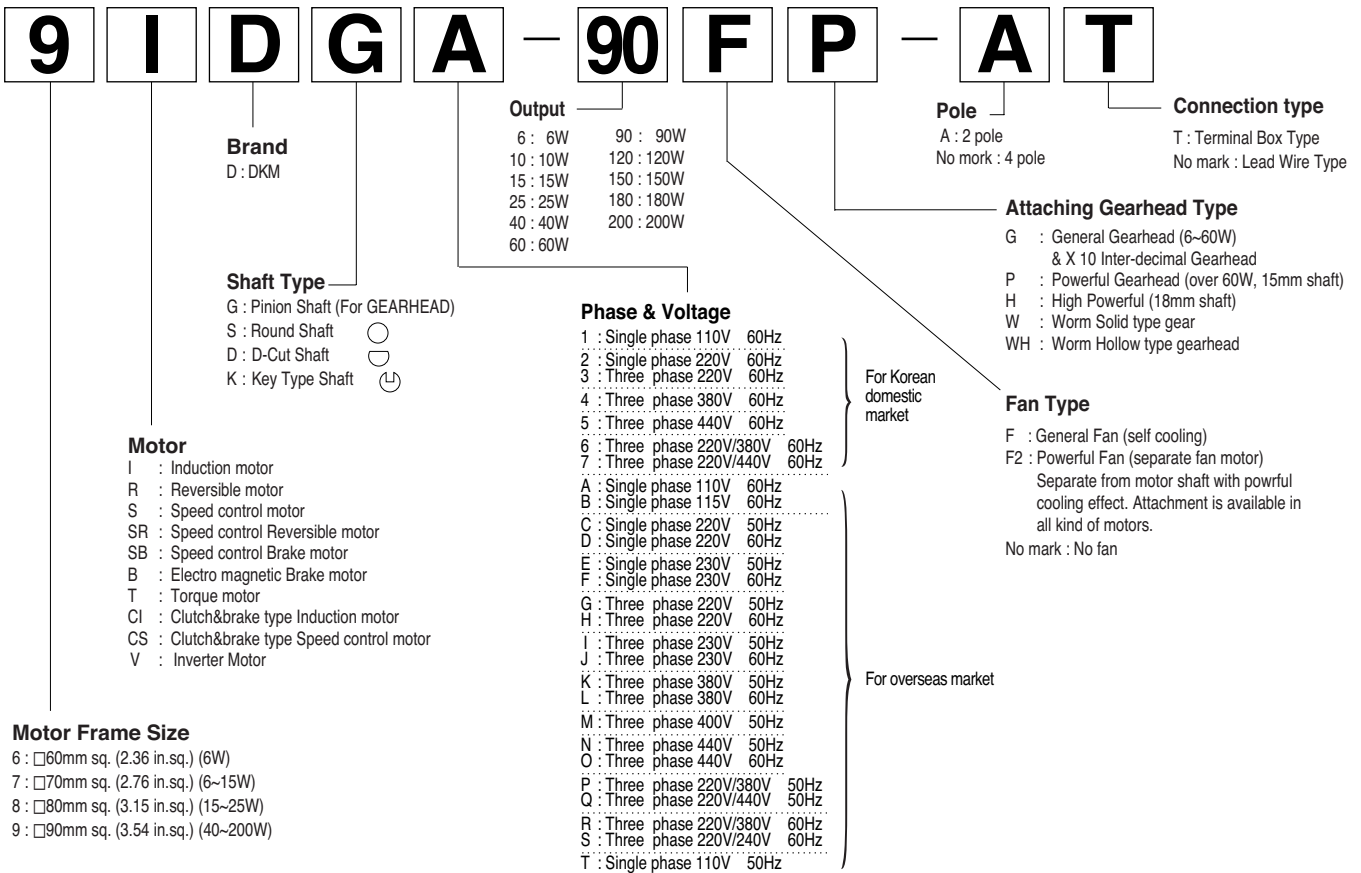 9 I D G A – 90 F P – A T
Output
6 : 6W
10 : 10W
15 : 15W
25 : 25W
40 : 40W
60 : 60W
90 : 90W
120 : 120W
150 : 150W
180 : 180W
200 : 200W
Pole
A : 2 pole
No mork : 4 pole
Connection type
T : Terminal Box Type
No mark : Lead Wire Type
Brand
D : DKM
Attaching Gearhead Type
G : General Gearhead (6~60W)
& X 10 Inter-decimal Gearhead
P : Powerful Gearhead (over 60W, 15mm shaft)
H : High Powerful (18mm shaft)
W : Worm Solid type gear
WH : Worm Hollow type gearhead
Shaft Type
G : Pinion Shaft (For GEARHEAD)
S : Round Shaft
D : D-Cut Shaft
K : Key Type Shaft
Phase & Voltage
1 : Single phase 110V 60Hz
2 : Single phase 220V 60Hz
3 : Three phase 220V 60Hz
4 : Three phase 380V 60Hz
5 : Three phase 440V 60Hz
6 : Three phase 220V/380V 60Hz
7 : Three phase 220V/440V 60Hz
For Korean
domestic
market
A : Single phase 110V 60Hz
B : Single phase 115V 60Hz
C : Single phase 220V 50Hz
D : Single phase 220V 60Hz
E : Single phase 230V 50Hz
F : Single phase 230V 60Hz
G : Three phase 220V 50Hz
H : Three phase 220V 60Hz
I : Three phase 230V 50Hz
J : Three phase 230V 60Hz
K : Three phase 380V 50Hz
L : Three phase 380V 60Hz
M : Three phase 400V 50Hz
N : Three phase 440V 50Hz
O : Three phase 440V 60Hz
P : Three phase 220V/380V 50Hz
Q : Three phase 220V/440V 50Hz
R : Three phase 220V/380V 60Hz
S : Three phase 220V/240V 60Hz
T : Single phase 110V 50Hz
For overseas market
Fan Type
F : General Fan (self cooling)
F2 : Powerful Fan (separate fan motor)
Separate from motor shaft with powrful
cooling effect. Attachment is available in
all kind of motors.
No mark : No fan
Motor
I : Induction motor
R : Reversible motor
S : Speed control motor
SR : Speed control Reversible motor
SB : Speed control Brake motor
B : Electro magnetic Brake motor
T : Torque motor
CI : Clutch&brake type Induction motor
CS : Clutch&brake type Speed control motor
V : Inverter Motor
Motor Frame Size
6 : □60mm sq. (2.36 in.sq.) (6W)
7 : □70mm sq. (2.76 in.sq.) (6~15W)
8 : □80mm sq. (3.15 in.sq.) (15~25W)
9 : □90mm sq. (3.54 in.sq.) (40~200W)